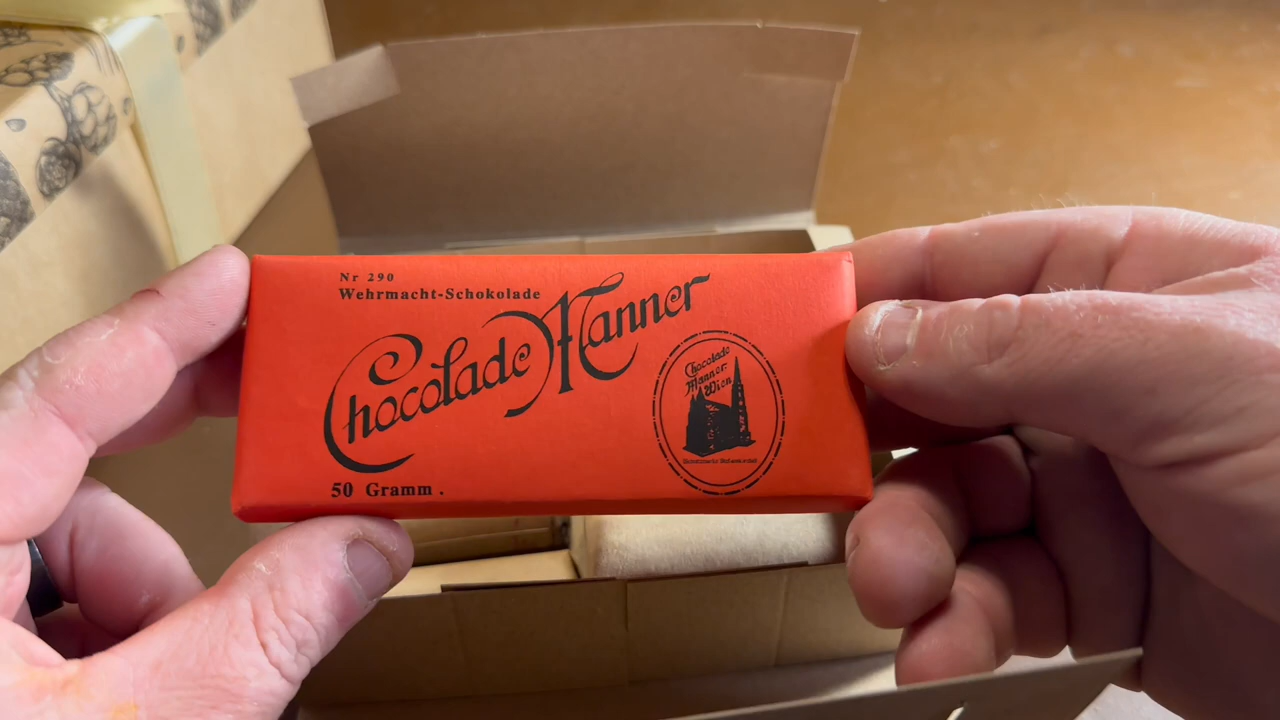 Nr 290
Wehrmacht-Schokolade
Chocolade Manner
50 Gramm .
Chocolade
Manner-
Wien